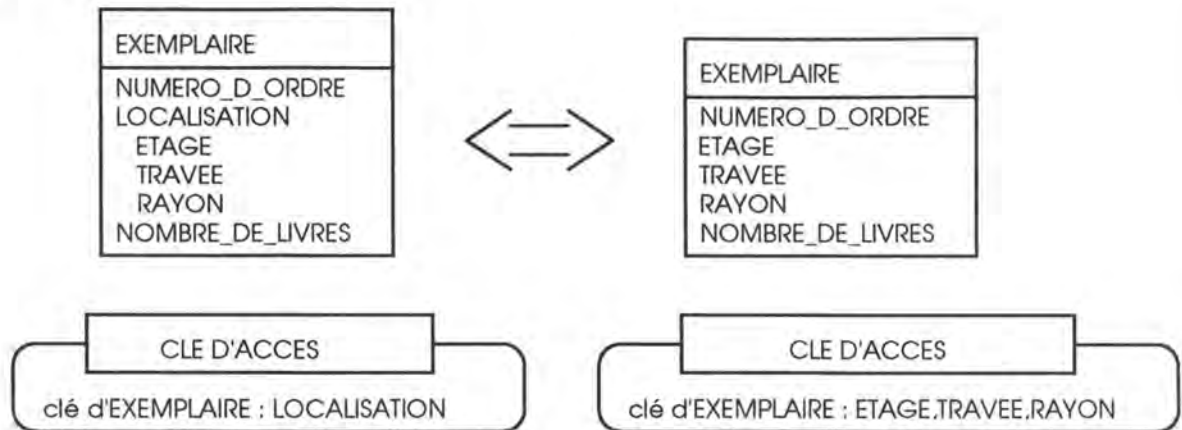 EXEMPLAIRE
NUMERO_D_ORDRE
LOCALISATION
ETAGE
TRAVEE
RAYON
NOMBRE_DE_LIVRES
EXEMPLAIRE
NUMERO_D_ORDRE
ETAGE
TRAVEE
RAYON
NOMBRE_DE_LIVRES
CLE D'ACCES
clé d'EXEMPLAIRE : LOCALISATION
CLE D'ACCES
clé d'EXEMPLAIRE : ETAGE,TRAVEE,RAYON